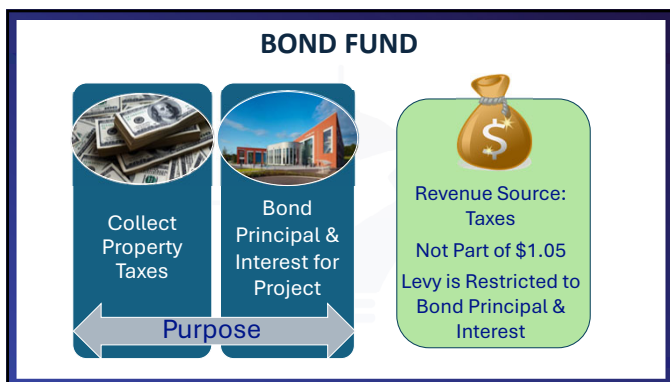 BOND FUND
Collect
Property
Taxes
Bond
Principal &
Interest for
Project
Purpose
$
Revenue Source:
Taxes
Not Part of $1.05
Levy is Restricted to
Bond Principal &
Interest